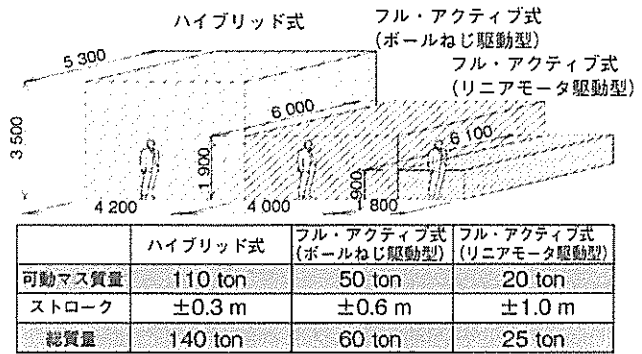 ハイブリッド式
フル・アクティブ式
(ボールねじ駆動型)
フル・アクティブ式
(リニアモータ駆動型)
5 300
6 000
6 100
3 500
1 900
900
4 200
4 000
1 800
ハイブリッド式 フル・アクティブ式 フル・アクティブ式
(ボールねじ駆動型) (リニアモータ駆動型)
可動マス質量 110 ton 50 ton 20 ton
ストローク ±0.3 m ±0.6 m ±1.0 m
総質量 140 ton 60 ton 25 ton